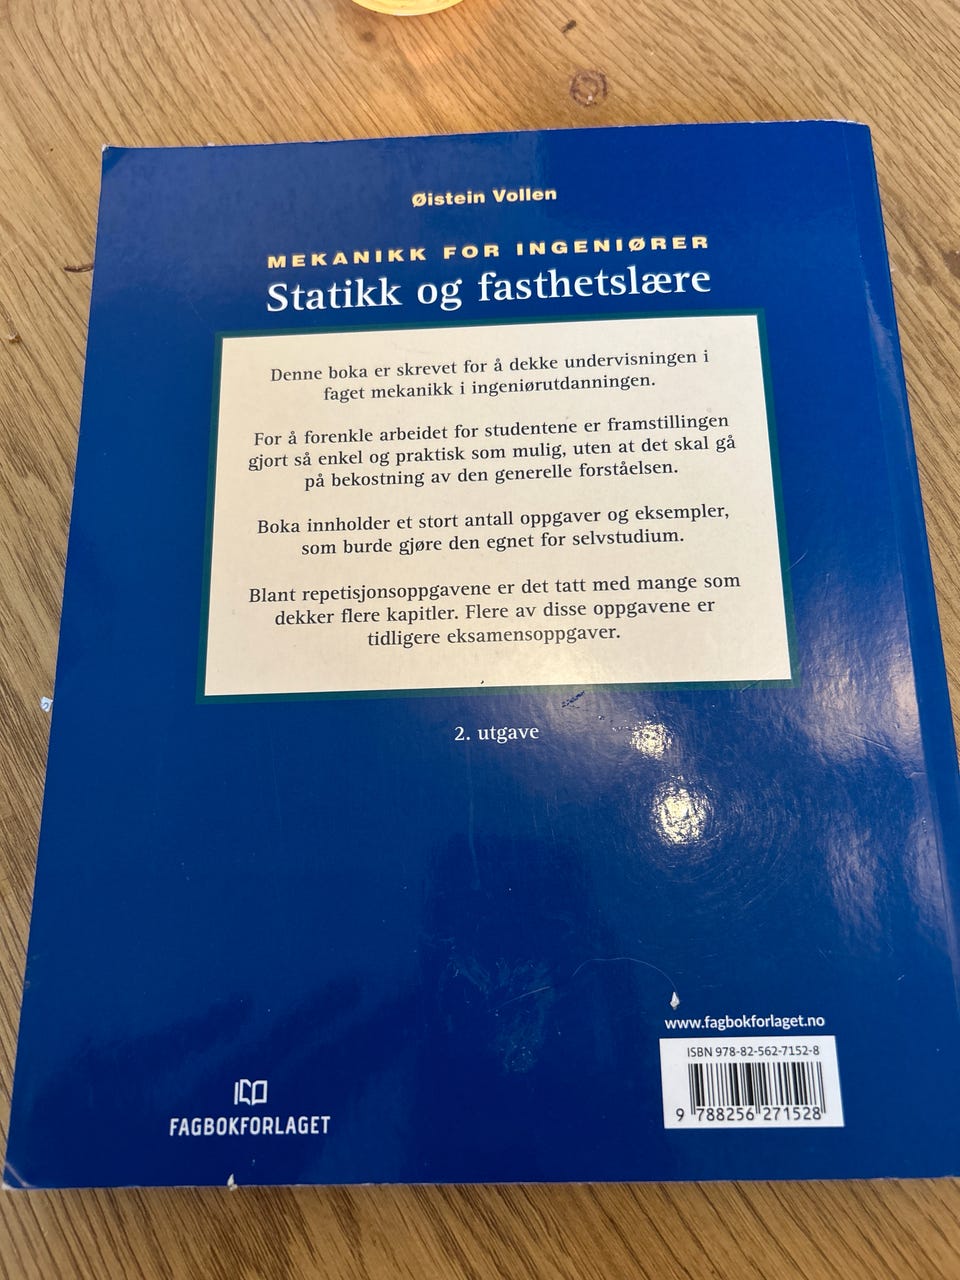 Øistein Vollen
MEKANIKK FOR INGENIØRER
Statikk og fasthetslære
Denne boka er skrevet for å dekke undervisningen i
faget mekanikk i ingeniørutdanningen.
For å forenkle arbeidet for studentene er framstillingen
gjort så enkel og praktisk som mulig, uten at det skal gå
på bekostning av den generelle forståelsen.
Boka innholder et stort antall oppgaver og eksempler,
som burde gjøre den egnet for selvstudium.
Blant repetisjonsoppgavene er det tatt med mange som
dekker flere kapitler. Flere av disse oppgavene er
tidligere eksamensoppgaver.
2. utgave
www.fagbokforlaget.no
ISBN 978-82-562-7152-8
9 788256 271528
FAGBOKFORLAGET